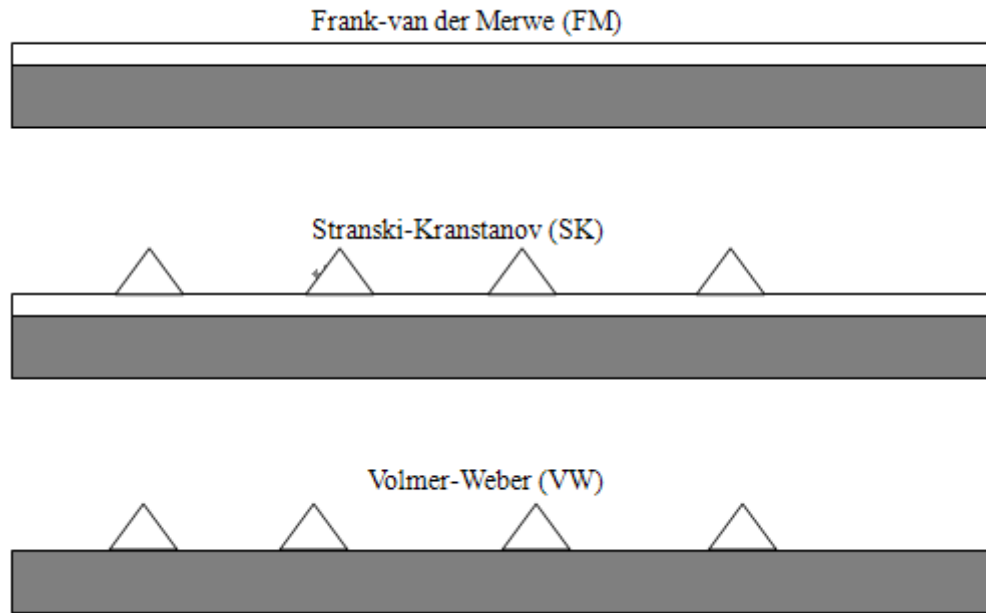 Frank-van der Merwe (FM)
Stranski-Kranstanov (SK)
Volmer-Weber (VW)